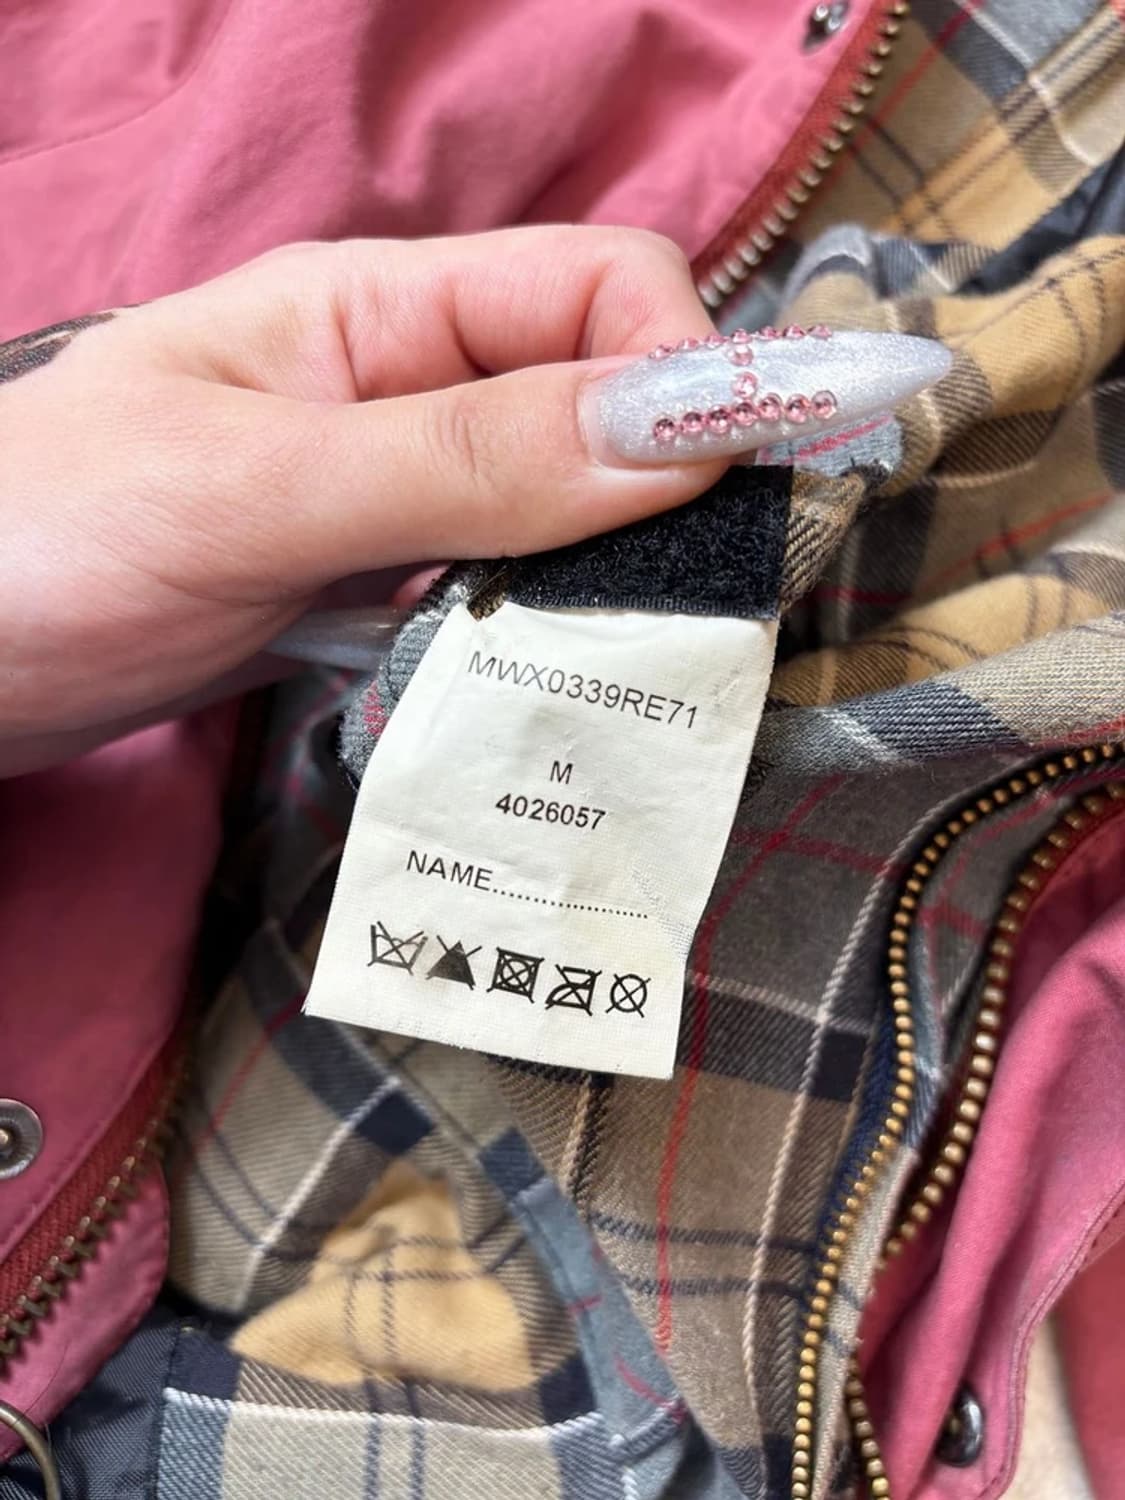 MWX0339RE71
M
4026057
NAME......................